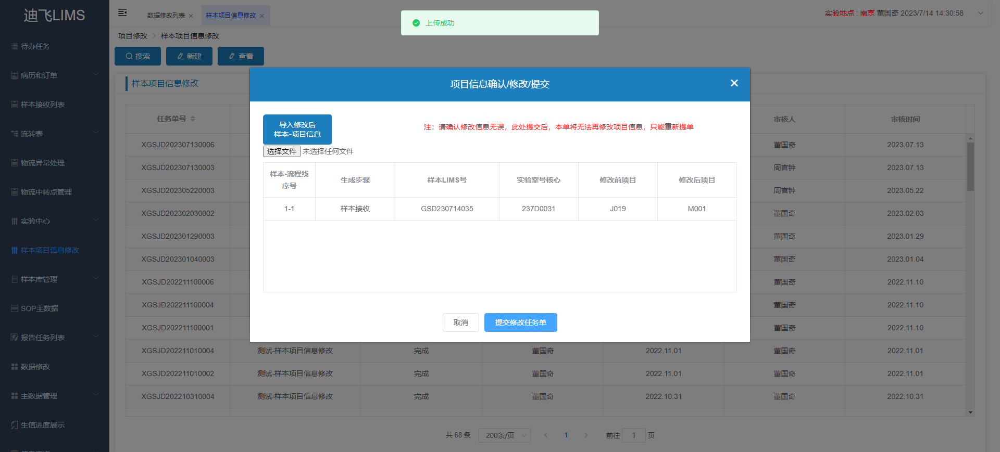 迪飞LIMS
数据修改列表 ×
样本项目信息修改 ×
上传成功
实验地点 : 南京 董国奇 2023/7/14 14:30:58
项目修改 > 样本项目信息修改
搜索 新建 查看
待办任务
病历和订单
样本接收列表
流转表
物流异常处理
物流中转点管理
实验中心
样本项目信息修改
样本库管理
SOP主数据
报告任务列表
数据修改
主数据管理
生信进度展示
样本项目信息修改
任务单号 审核人 审核时间
XGSJD202307130006 董国奇 2023.07.13
XGSJD202307130003 周官钟 2023.07.13
XGSJD202305220003 周官钟 2023.05.22
XGSJD202302030002 董国奇 2023.02.03
XGSJD202301290003 董国奇 2023.01.29
XGSJD202301040003 董国奇 2023.01.04
XGSJD202211100006 董国奇 2022.11.10
XGSJD202211100004 董国奇 2022.11.10
XGSJD202211100001 董国奇 2022.11.10
XGSJD202211010004 测试-样本项目信息修改 完成 董国奇 2022.11.01 董国奇 2022.11.01
XGSJD202211010002 测试-样本项目信息修改 完成 董国奇 2022.11.01 董国奇 2022.11.01
XGSJD202210310004 测试-样本项目信息修改 完成 董国奇 2022.10.31 董国奇 2022.10.31
共 68 条 200条/页 1 前往 1 页
项目信息确认/修改/提交
导入修改后
样本-项目信息
注：请确认修改信息无误，此处提交后，本单将无法再修改项目信息，只能重新提单
选择文件 未选择任何文件
样本-流程线
序号
生成步骤 样本LIMS号 实验室号核心 修改前项目 修改后项目
1-1 样本接收 GSD230714035 237D0031 J019 M001
取消 提交修改任务单